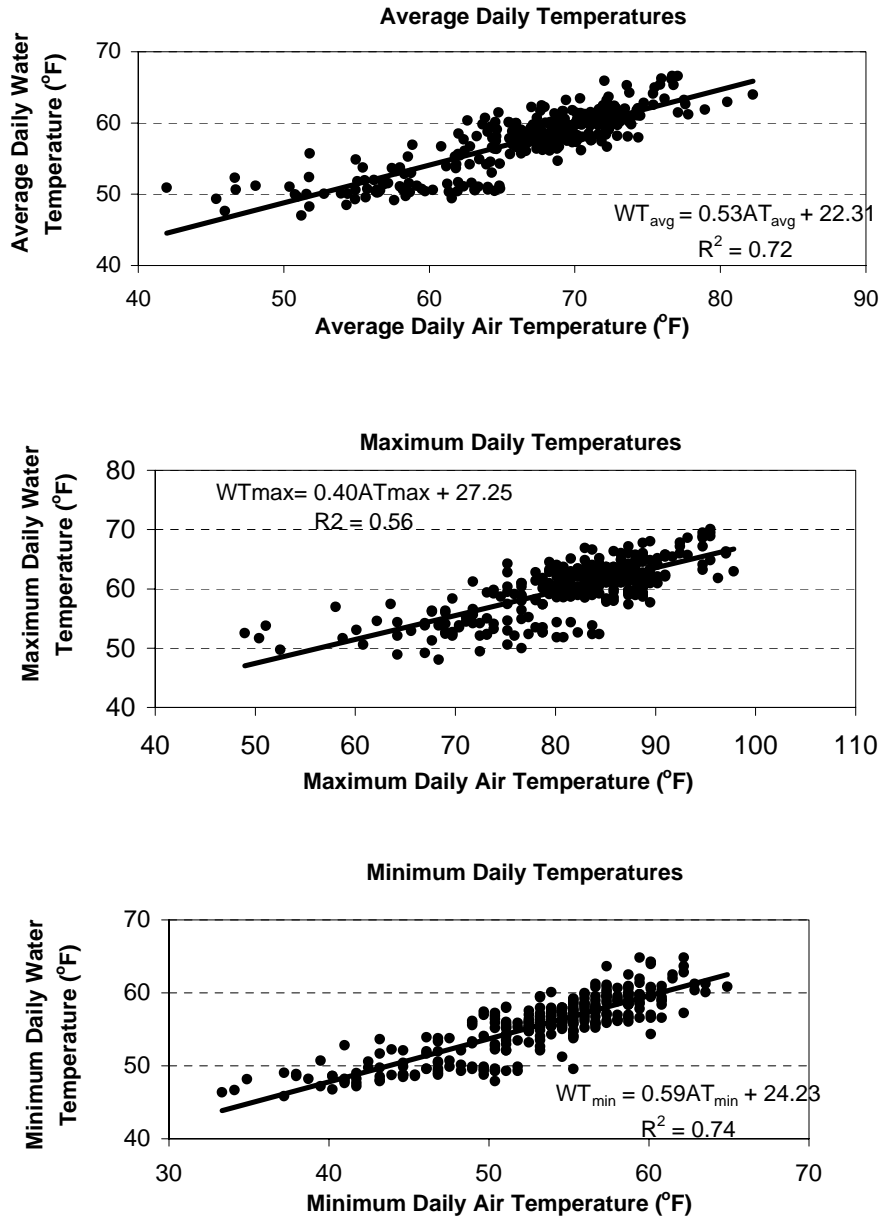 Average Daily Temperatures
Average Daily Water
Temperature (°F)
70
60
50
40
WT_avg = 0.53AT_avg + 22.31
R² = 0.72
40 50 60 70 80 90
Average Daily Air Temperature (°F)
Maximum Daily Temperatures
Maximum Daily Water
Temperature (°F)
80
70
60
50
40
WTmax= 0.40ATmax + 27.25
R2 = 0.56
40 50 60 70 80 90 100 110
Maximum Daily Air Temperature (°F)
Minimum Daily Temperatures
Minimum Daily Water
Temperature (°F)
70
60
50
40
WT_min = 0.59AT_min + 24.23
R² = 0.74
30 40 50 60 70
Minimum Daily Air Temperature (°F)